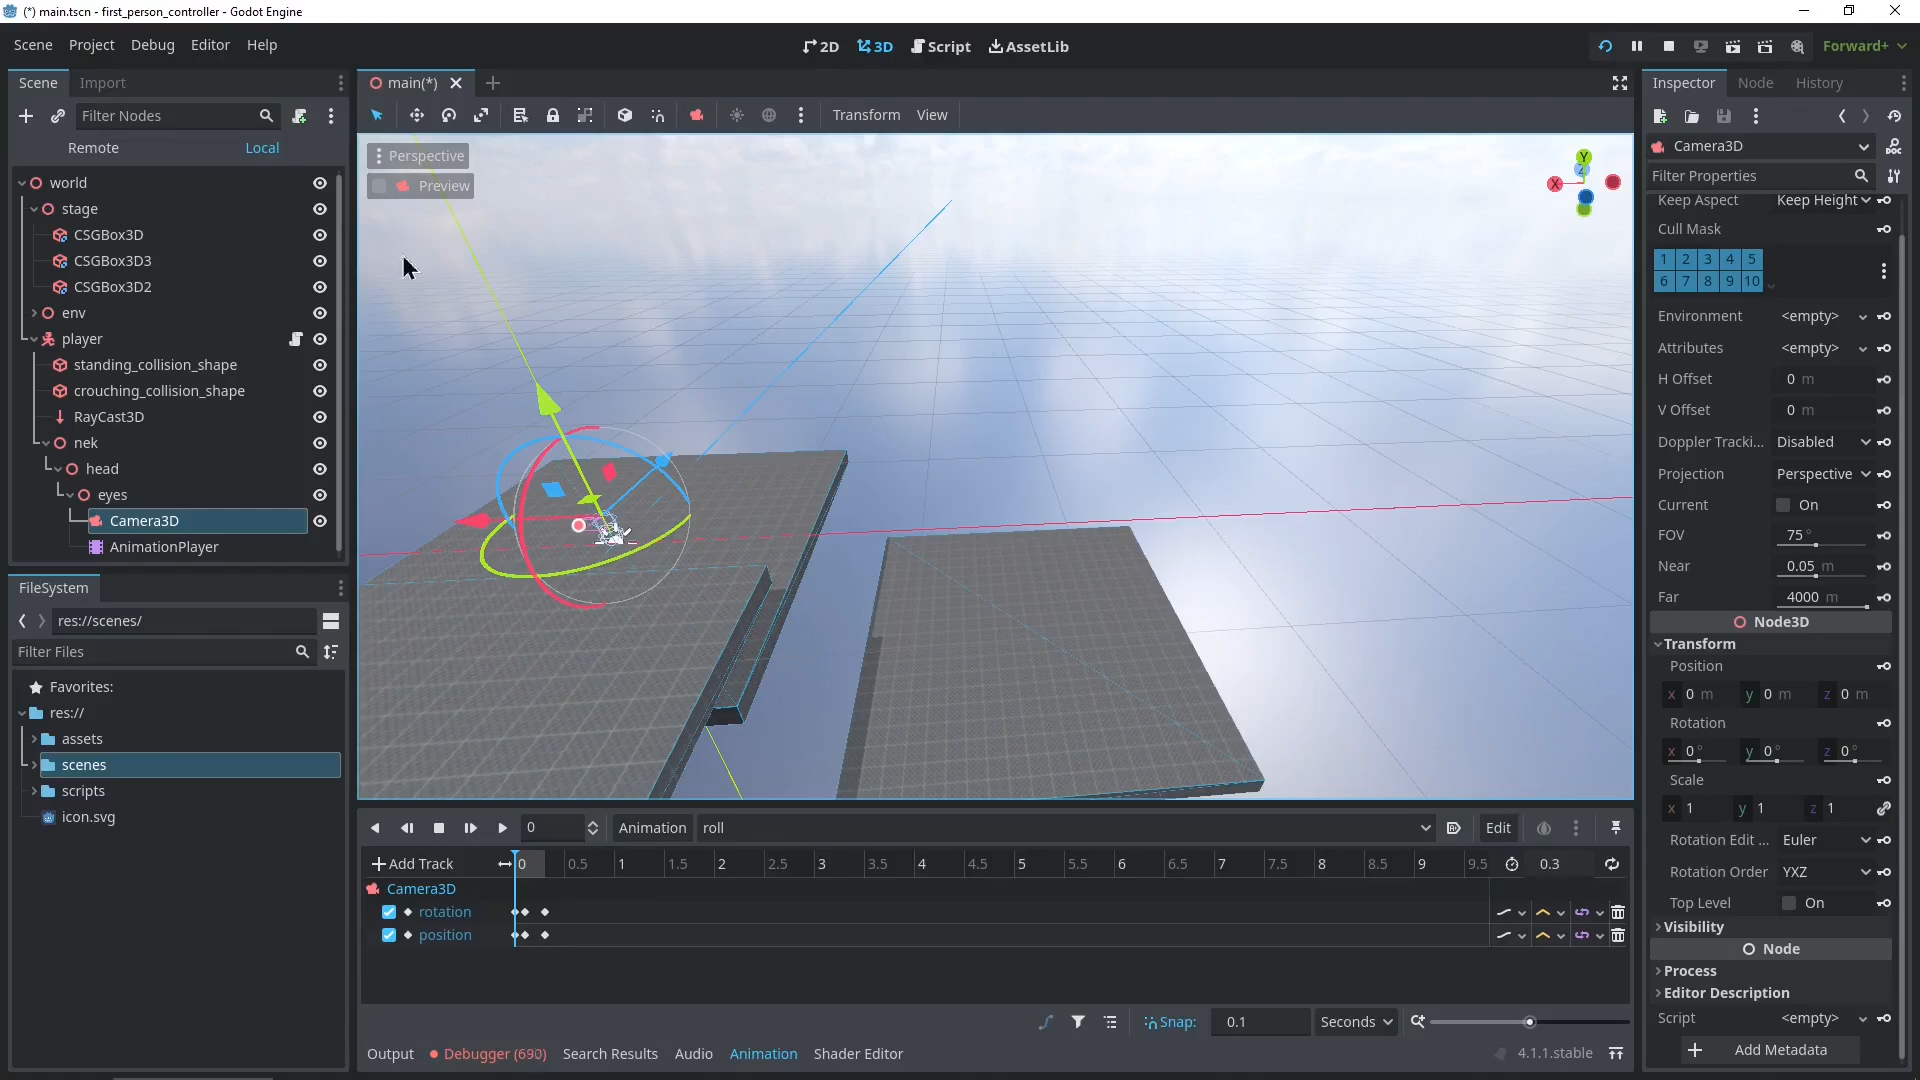 (*) main.tscn - first_person_controller - Godot Engine
Scene Project Debug Editor Help
2D 3D Script AssetLib
Forward+
Scene Import
Filter Nodes
Remote Local
world
stage
CSGBox3D
CSGBox3D3
CSGBox3D2
env
player
standing_collision_shape
crouching_collision_shape
RayCast3D
nek
head
eyes
Camera3D
AnimationPlayer
FileSystem
res://scenes/
Filter Files
Favorites:
res://
assets
scenes
scripts
icon.svg
main(*)
Transform View
Perspective
Preview
Y
Z
X
0 Animation roll Edit
Add Track 0 0.5 1 1.5 2 2.5 3 3.5 4 4.5 5 5.5 6 6.5 7 7.5 8 8.5 9 9.5 0.3
Camera3D
rotation
position
Snap: 0.1 Seconds
Output Debugger (690) Search Results Audio Animation Shader Editor 4.1.1.stable
Inspector Node History
Camera3D
Filter Properties
Keep Aspect Keep Height
Cull Mask
1 2 3 4 5
6 7 8 9 10
Environment <empty>
Attributes <empty>
H Offset 0 m
V Offset 0 m
Doppler Tracki... Disabled
Projection Perspective
Current On
FOV 75 °
Near 0.05 m
Far 4000 m
Node3D
Transform
Position
x 0 m y 0 m z 0 m
Rotation
x 0 ° y 0 ° z 0 °
Scale
x 1 y 1 z 1
Rotation Edit ... Euler
Rotation Order YXZ
Top Level On
Visibility
Node
Process
Editor Description
Script <empty>
Add Metadata